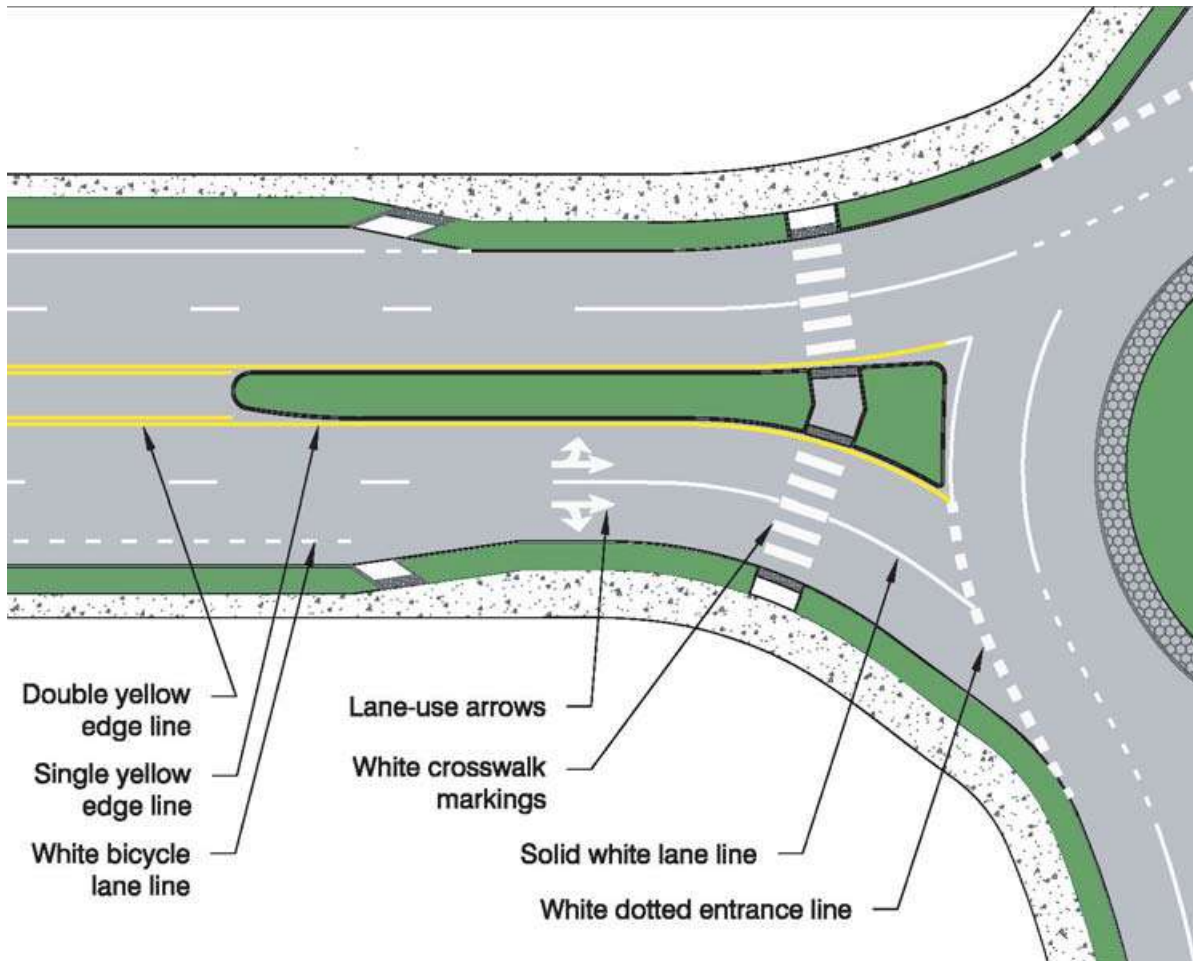 Double yellow
edge line
Single yellow
edge line
White bicycle
lane line
Lane-use arrows
White crosswalk
markings
Solid white lane line
White dotted entrance line